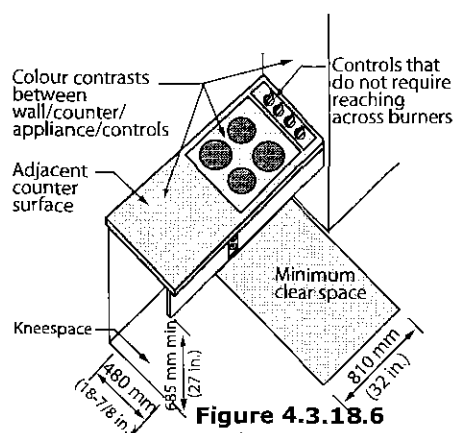 Colour contrasts
between
wall/counter/
appliance/controls
Controls that
do not require
reaching
across burners
Adjacent
counter
surface
Minimum
clear space
Kneespace
685 mm min
(27 in.)
480 mm
(18-7/8 in.)
810 mm
(32 in.)
Figure 4.3.18.6